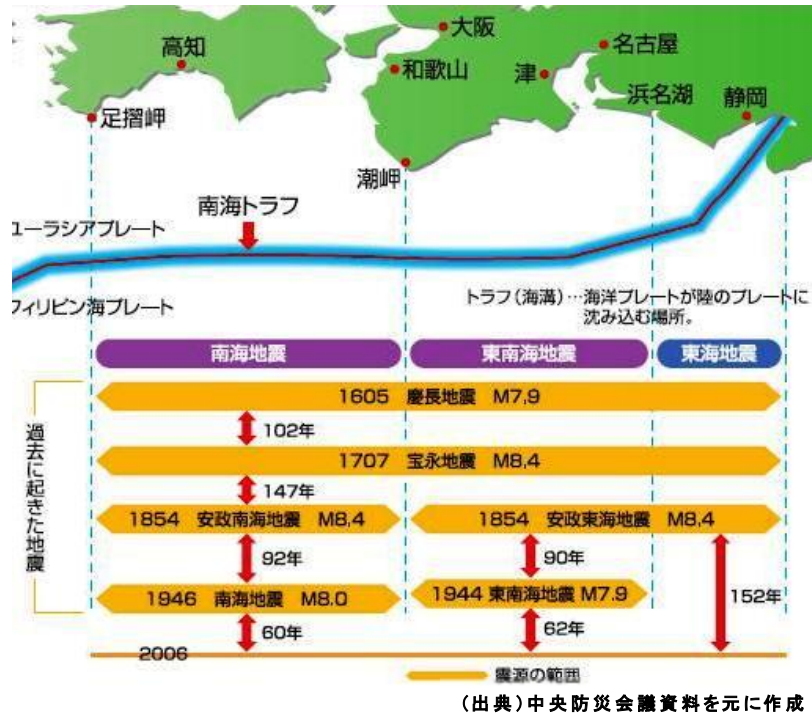 大阪
高知
名古屋
和歌山
津
浜名湖
静岡
足摺岬
潮岬
南海トラフ
ユーラシアプレート
フィリピン海プレート
トラフ(海溝)…海洋プレートが陸のプレートに
沈み込む場所。
南海地震
東南海地震
東海地震
過去に起きた地震
1605 慶長地震 M7,9
102年
1707 宝永地震 M8,4
147年
1854 安政南海地震 M8,4
1854 安政東海地震 M8,4
92年
90年
152年
1946 南海地震 M8.0
1944 東南海地震 M7.9
60年
62年
2006
震源の範囲
(出典)中央防災会議資料を元に作成